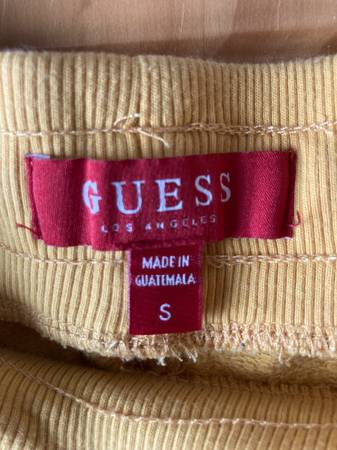 GUESS
LOS ANGELES
MADE IN
GUATEMALA
S